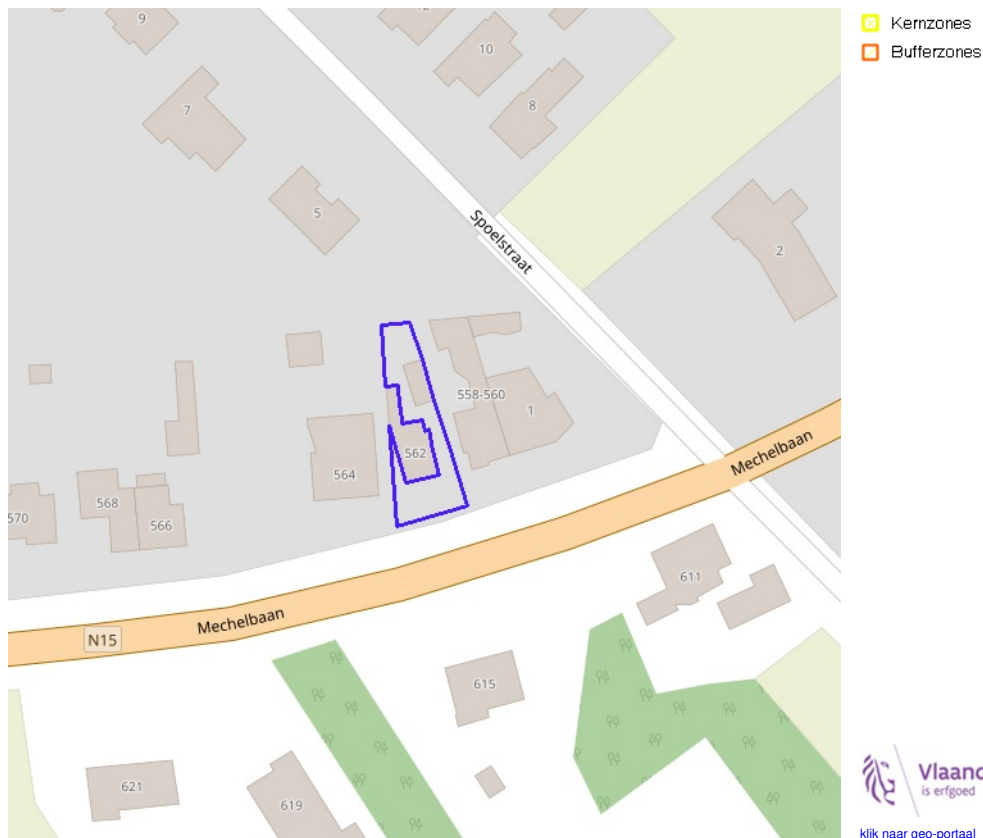 9
10
7
8
5
Spoelstraat
2
558-560
1
562
564
Mechelbaan
568
570
566
611
Mechelbaan
N15
615
621
619
Kernzones
Bufferzones
Vlaand
is erfgoed
klik naar geo-portaal